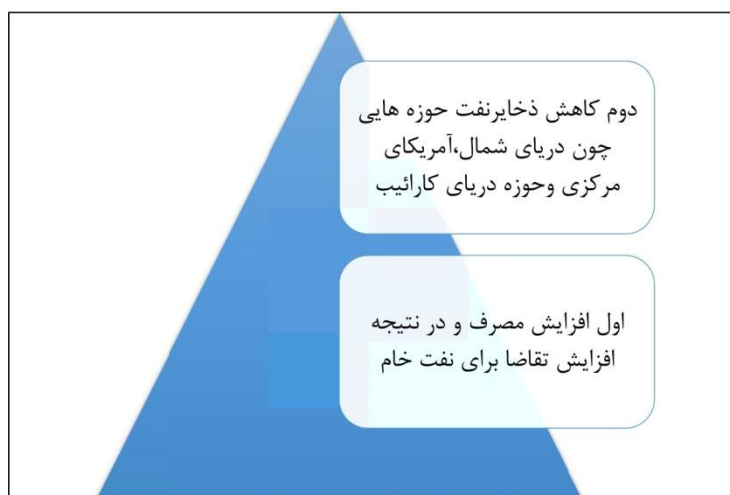 دوم کاهش ذخایرنفت حوزه هایی
چون دریای شمال،آمریکای
مرکزی وحوزه دریای کارائیب
اول افزایش مصرف و در نتیجه
افزایش تقاضا برای نفت خام